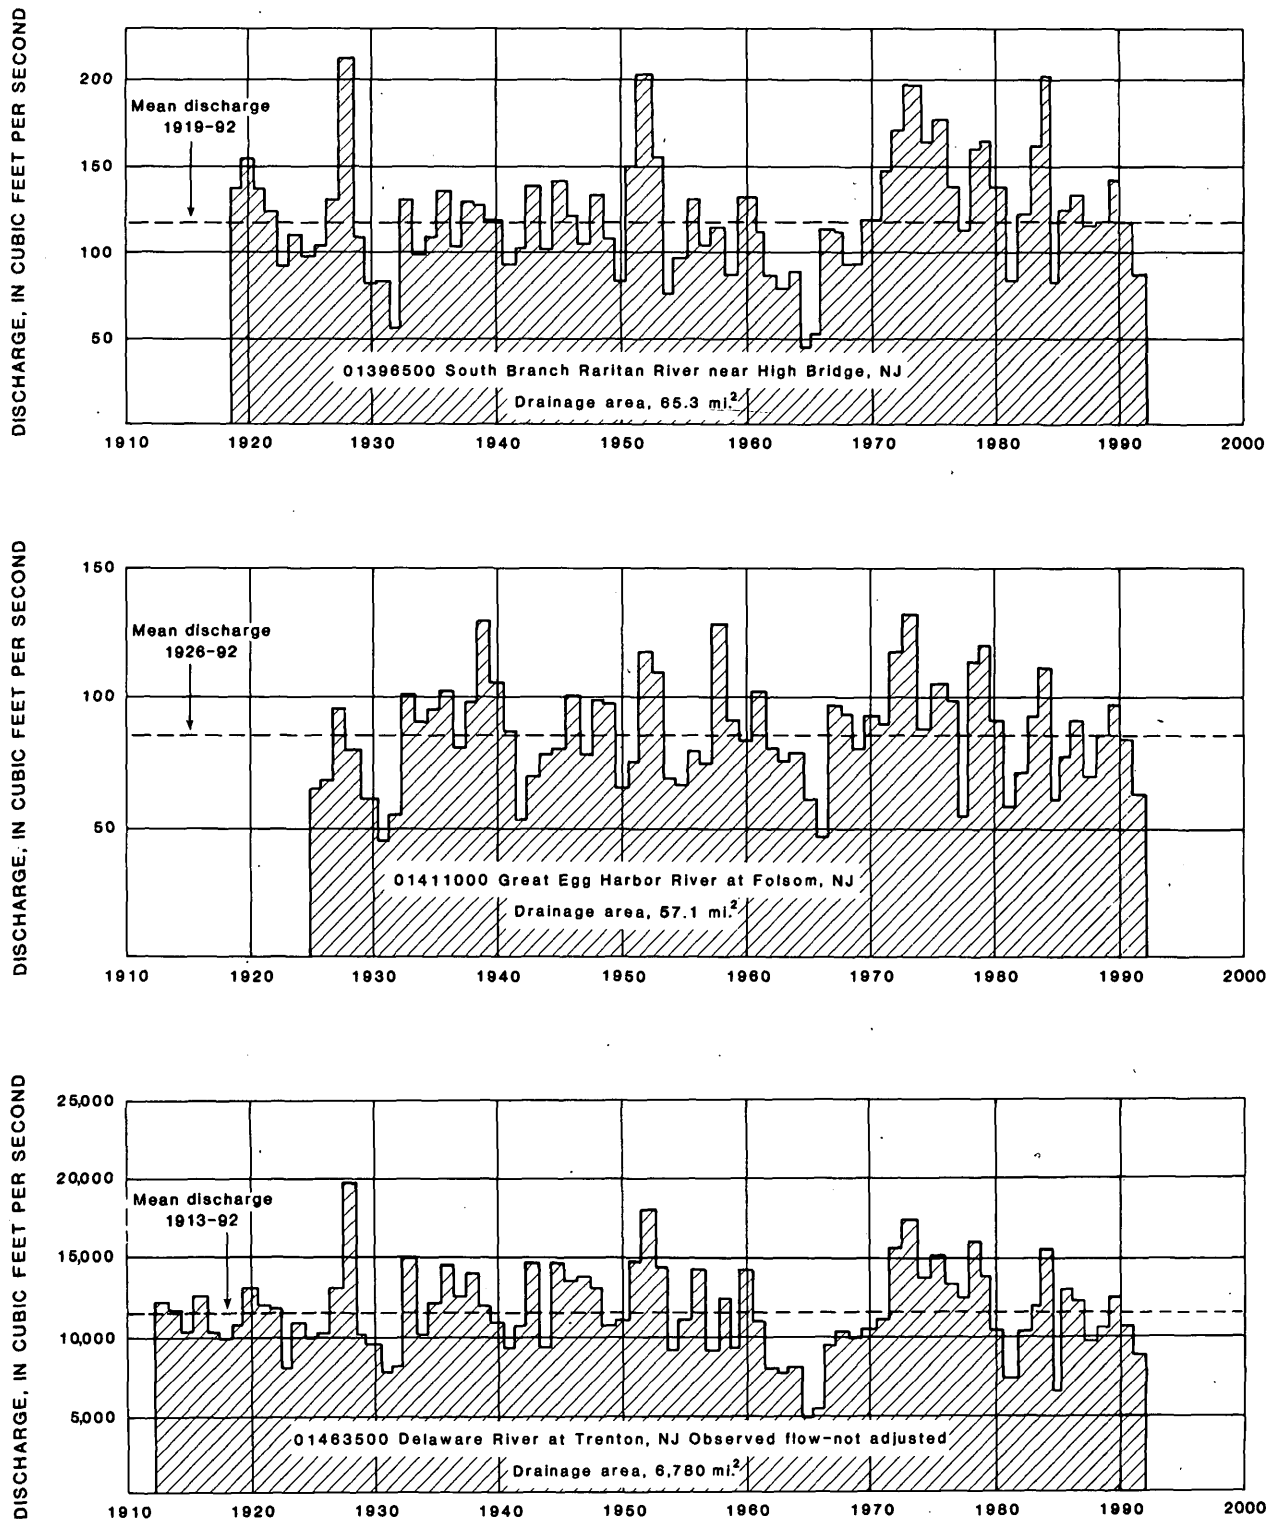 DISCHARGE, IN CUBIC FEET PER SECOND
200
150
100
50
Mean discharge
1919-92
01396500 South Branch Raritan River near High Bridge, NJ
Drainage area, 65.3 mi.²
1910 1920 1930 1940 1950 1960 1970 1980 1990 2000
DISCHARGE, IN CUBIC FEET PER SECOND
150
100
50
Mean discharge
1926-92
01411000 Great Egg Harbor River at Folsom, NJ
Drainage area, 57.1 mi.²
1910 1920 1930 1940 1950 1960 1970 1980 1990 2000
DISCHARGE, IN CUBIC FEET PER SECOND
25,000
20,000
15,000
10,000
5,000
Mean discharge
1913-92
01463500 Delaware River at Trenton, NJ Observed flow-not adjusted
Drainage area, 6,780 mi.²
1910 1920 1930 1940 1950 1960 1970 1980 1990 2000